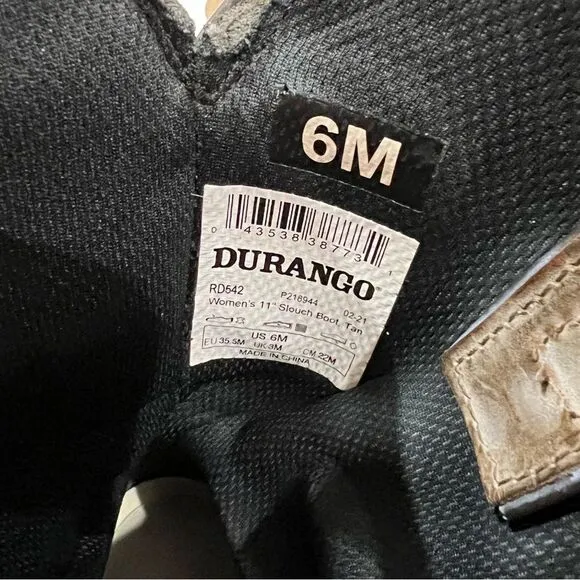 6M
0 43538 38773 1
DURANGO®
RD542 P218944 02-21
Women's 11" Slouch Boot, Tan
US 6M
EU 35.5M UK 3M CM 22M
MADE IN CHINA